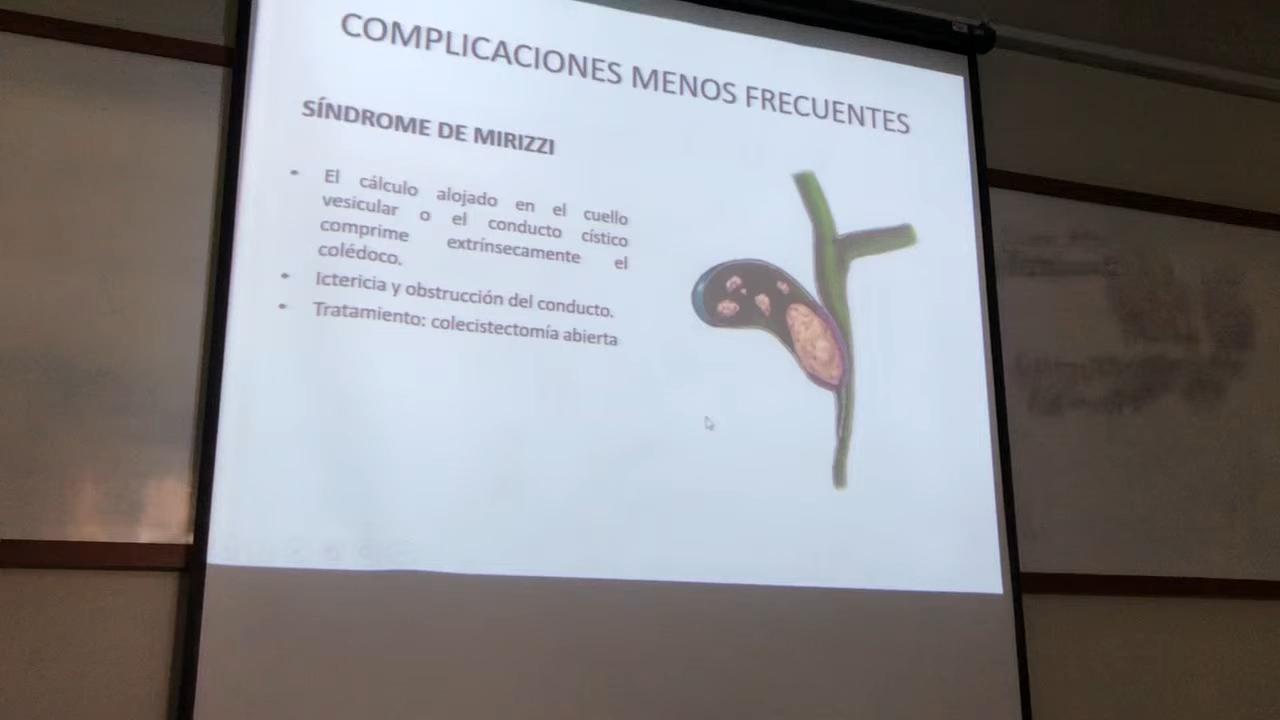 COMPLICACIONES MENOS FRECUENTES
SÍNDROME DE MIRIZZI
• El cálculo alojado en el cuello
vesicular o el conducto cístico
comprime extrínsecamente el
colédoco.
• Ictericia y obstrucción del conducto.
• Tratamiento: colecistectomía abierta